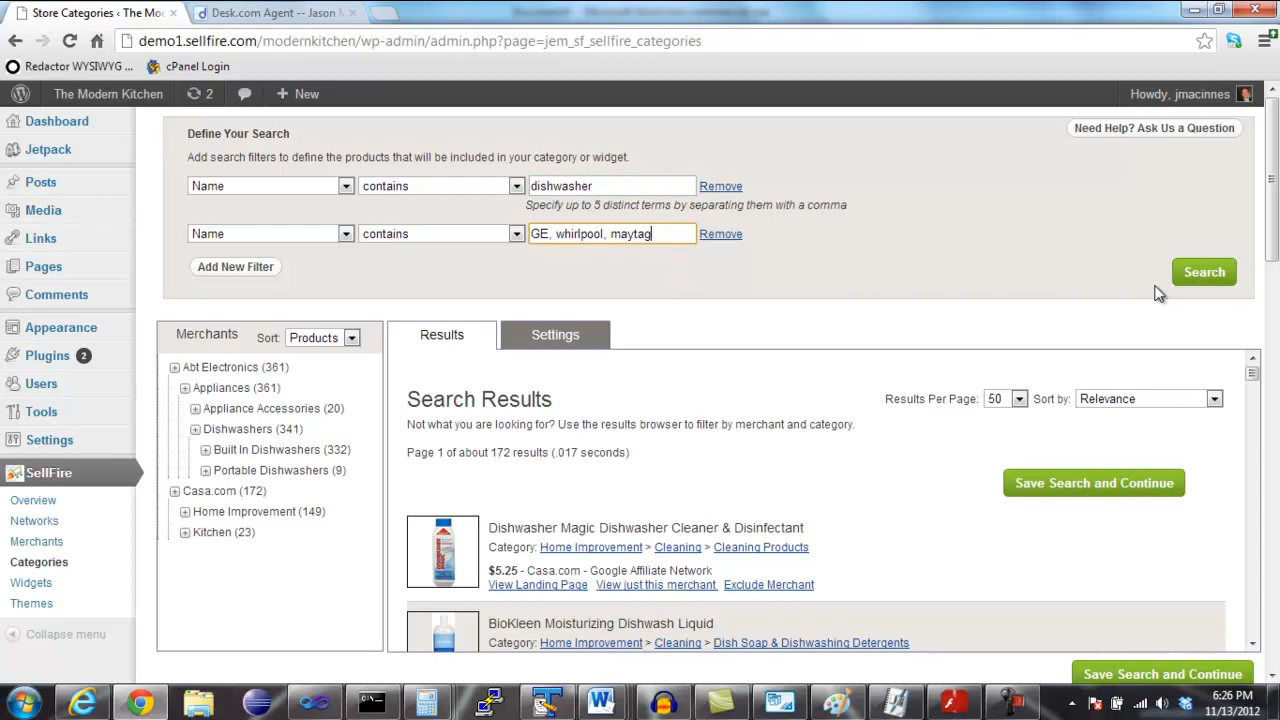 Store Categories ‹ The Mod
Desk.com Agent -- Jason M
demo1.sellfire.com/modernkitchen/wp-admin/admin.php?page=jem_sf_sellfire_categories
Redactor WYSIWYG ...
cPanel Login
The Modern Kitchen
2
New
Howdy, jmacinnes
Dashboard
Jetpack
Posts
Media
Links
Pages
Comments
Appearance
Plugins 2
Users
Tools
Settings
SellFire
Overview
Networks
Merchants
Categories
Widgets
Themes
Collapse menu
Define Your Search
Need Help? Ask Us a Question
Add search filters to define the products that will be included in your category or widget.
Name contains dishwasher Remove
Specify up to 5 distinct terms by separating them with a comma
Name contains GE, whirlpool, maytag Remove
Add New Filter
Search
Merchants Sort: Products
Abt Electronics (361)
Appliances (361)
Appliance Accessories (20)
Dishwashers (341)
Built In Dishwashers (332)
Portable Dishwashers (9)
Casa.com (172)
Home Improvement (149)
Kitchen (23)
Results Settings
Search Results
Results Per Page: 50 Sort by: Relevance
Not what you are looking for? Use the results browser to filter by merchant and category.
Page 1 of about 172 results (.017 seconds)
Save Search and Continue
Dishwasher Magic Dishwasher Cleaner & Disinfectant
Category: Home Improvement > Cleaning > Cleaning Products
$5.25 - Casa.com - Google Affiliate Network
View Landing Page View just this merchant Exclude Merchant
BioKleen Moisturizing Dishwash Liquid
Category: Home Improvement > Cleaning > Dish Soap & Dishwashing Detergents
Save Search and Continue
6:26 PM
11/13/2012